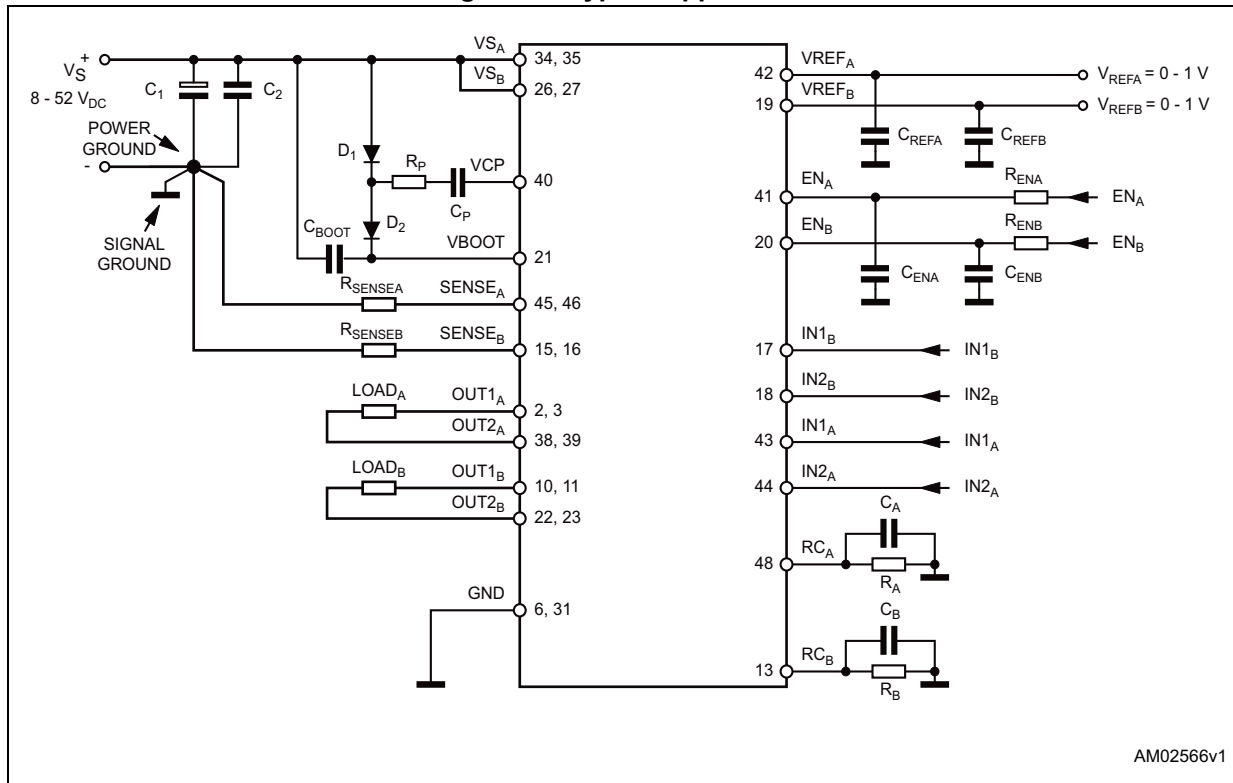 VS_A
34, 35
VS_B
26, 27
V_S
+
8 - 52 V_DC
C_1
C_2
POWER
GROUND
-
SIGNAL
GROUND
D_1
R_P
VCP
40
C_P
D_2
C_BOOT
VBOOT
21
R_SENSEA
SENSE_A
45, 46
R_SENSEB
SENSE_B
15, 16
LOAD_A
OUT1_A
2, 3
OUT2_A
38, 39
LOAD_B
OUT1_B
10, 11
OUT2_B
22, 23
GND
6, 31
42
VREF_A
V_REFA = 0 - 1 V
19
VREF_B
V_REFB = 0 - 1 V
C_REFA
C_REFB
41
EN_A
R_ENA
EN_A
20
EN_B
R_ENB
EN_B
C_ENA
C_ENB
17
IN1_B
IN1_B
18
IN2_B
IN2_B
43
IN1_A
IN1_A
44
IN2_A
IN2_A
C_A
48
RC_A
R_A
C_B
13
RC_B
R_B
AM02566v1